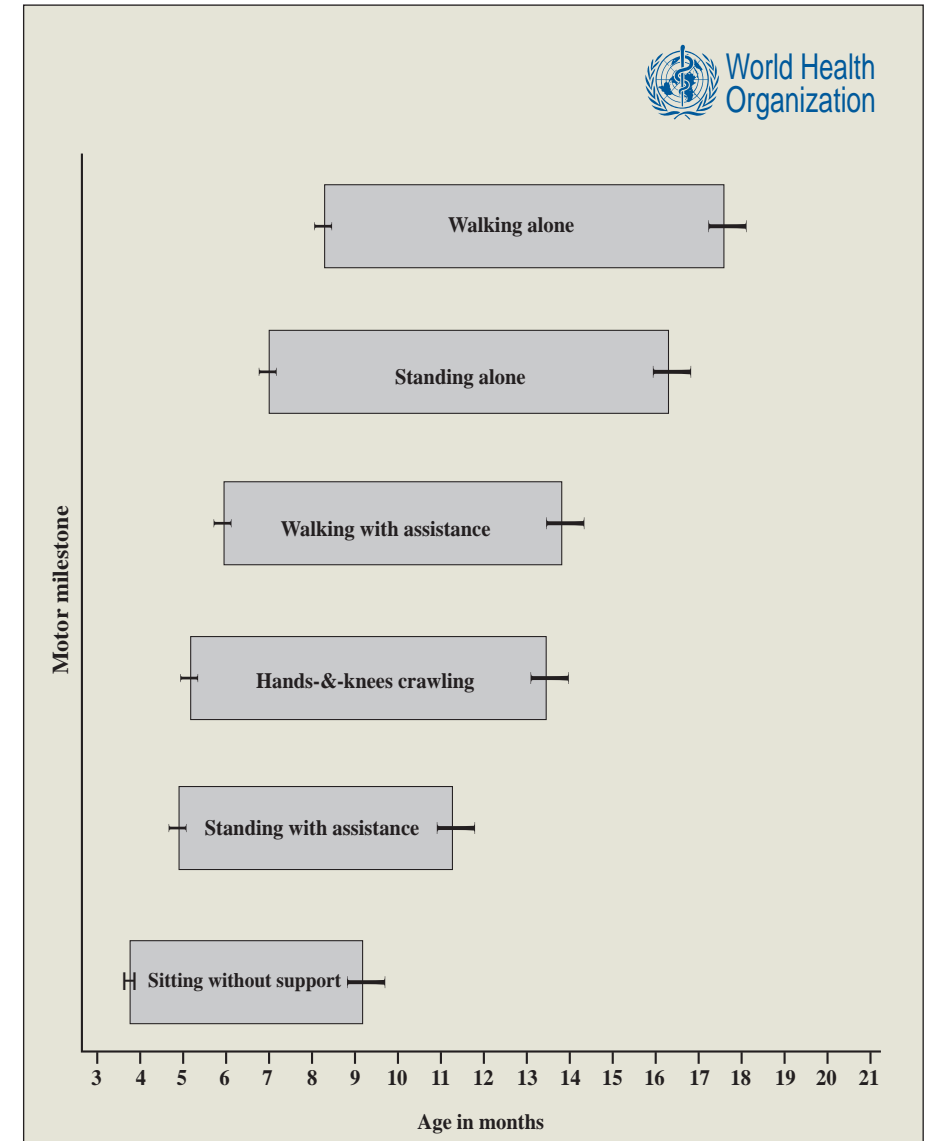 World Health
Organization
Walking alone
Standing alone
Walking with assistance
Hands-&-knees crawling
Standing with assistance
Sitting without support
Motor milestone
3 4 5 6 7 8 9 10 11 12 13 14 15 16 17 18 19 20 21
Age in months